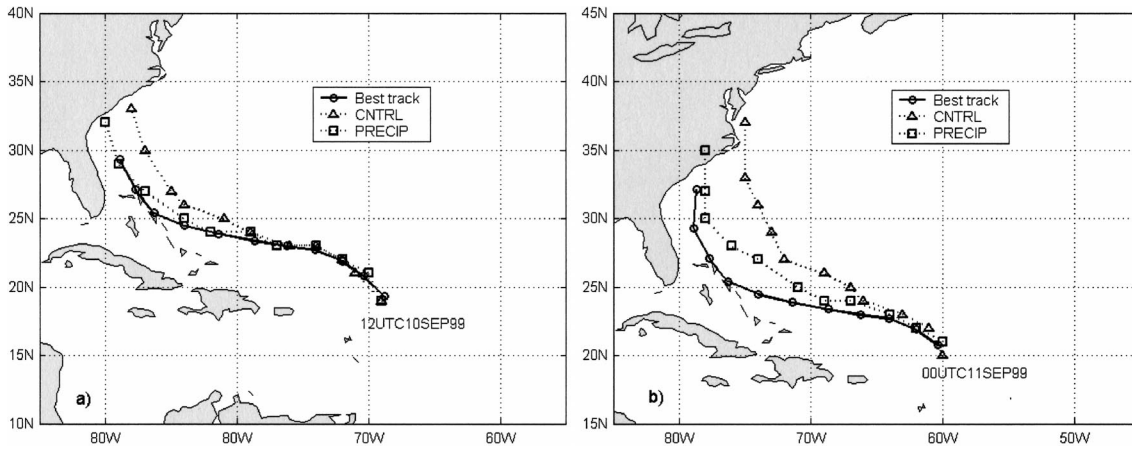 40N
35N
30N
25N
20N
15N
10N
80W
80W
60W
60W
Best track
CNTRL
PRECIP
12UTC10SEP99
a)
45N
40N
35N
30N
25N
20N
15N
80W
70W
60W
50W
Best track
CNTRL
PRECIP
00UTC11SEP99
b)